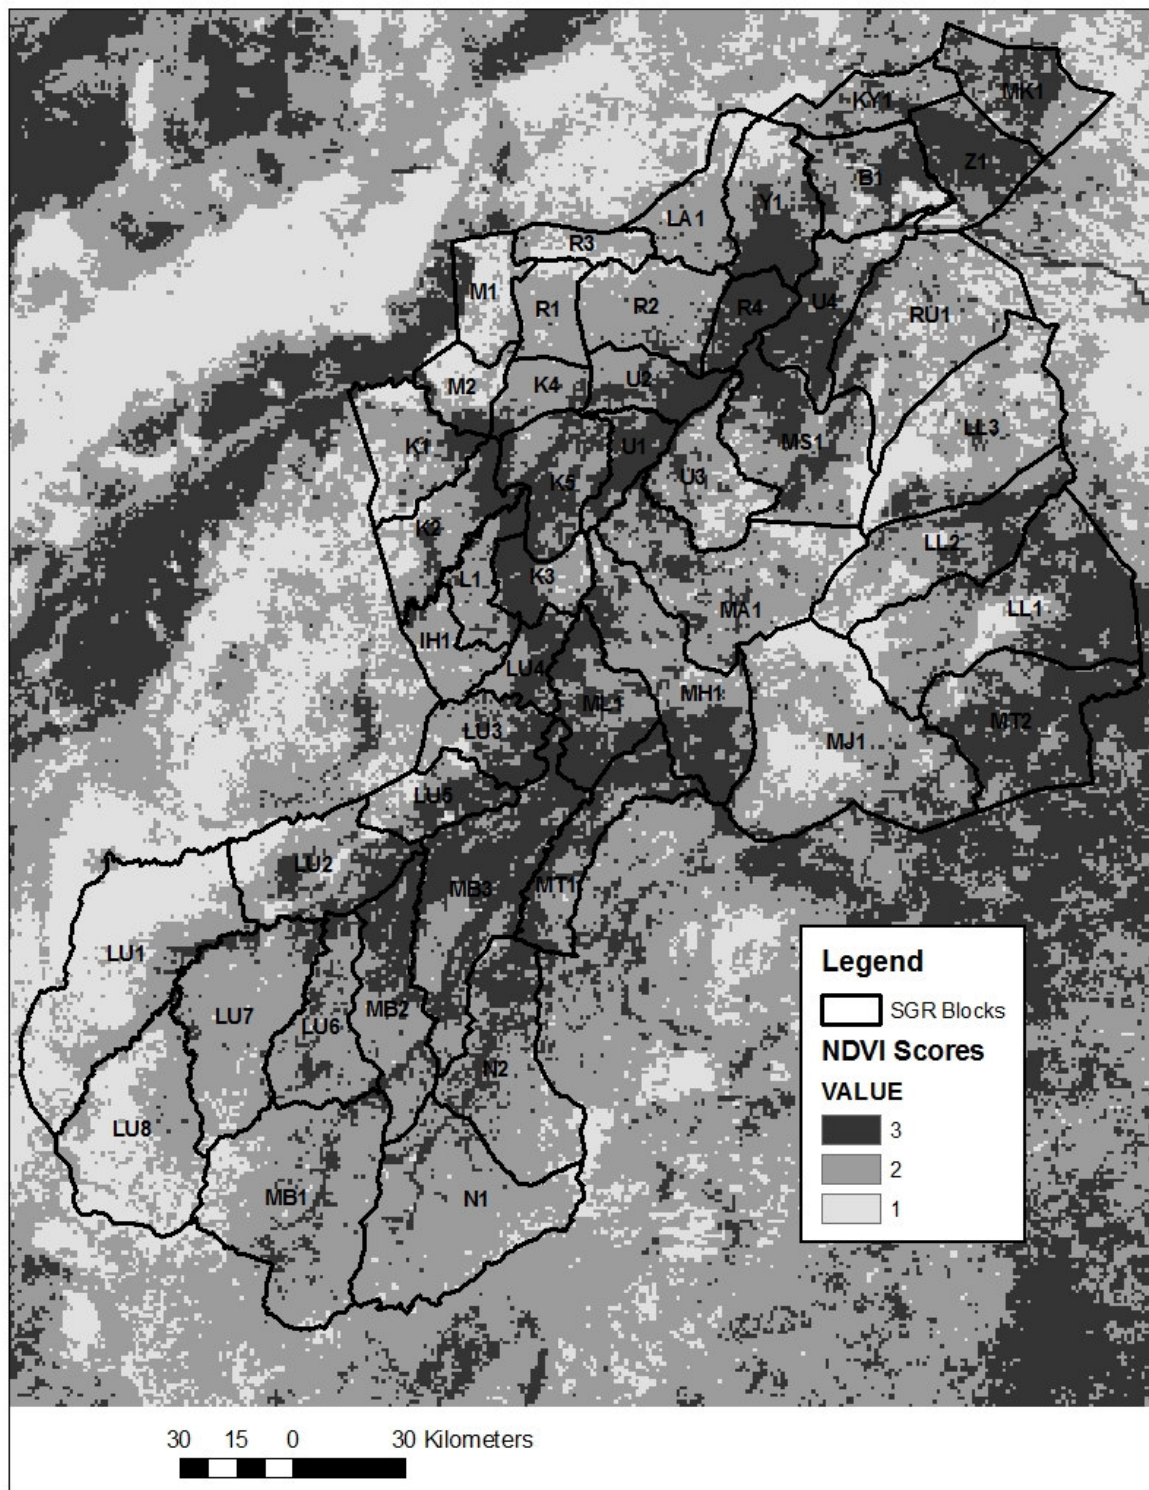 KY1
MK1
B1
Z1
Y1
LA1
R3
M1
R1
R2
R4
U4
RU1
M2
K4
U2
K1
U1
MS1
LL3
K5
U3
K2
LL2
L1
K3
MA1
LL1
IH1
LU4
MH1
ML1
MT2
LU3
MJ1
LU5
LU2
MB3
MT1
LU1
LU7
LU6
MB2
N2
LU8
MB1
N1
Legend
SGR Blocks
NDVI Scores
VALUE
3
2
1
30 15 0 30 Kilometers